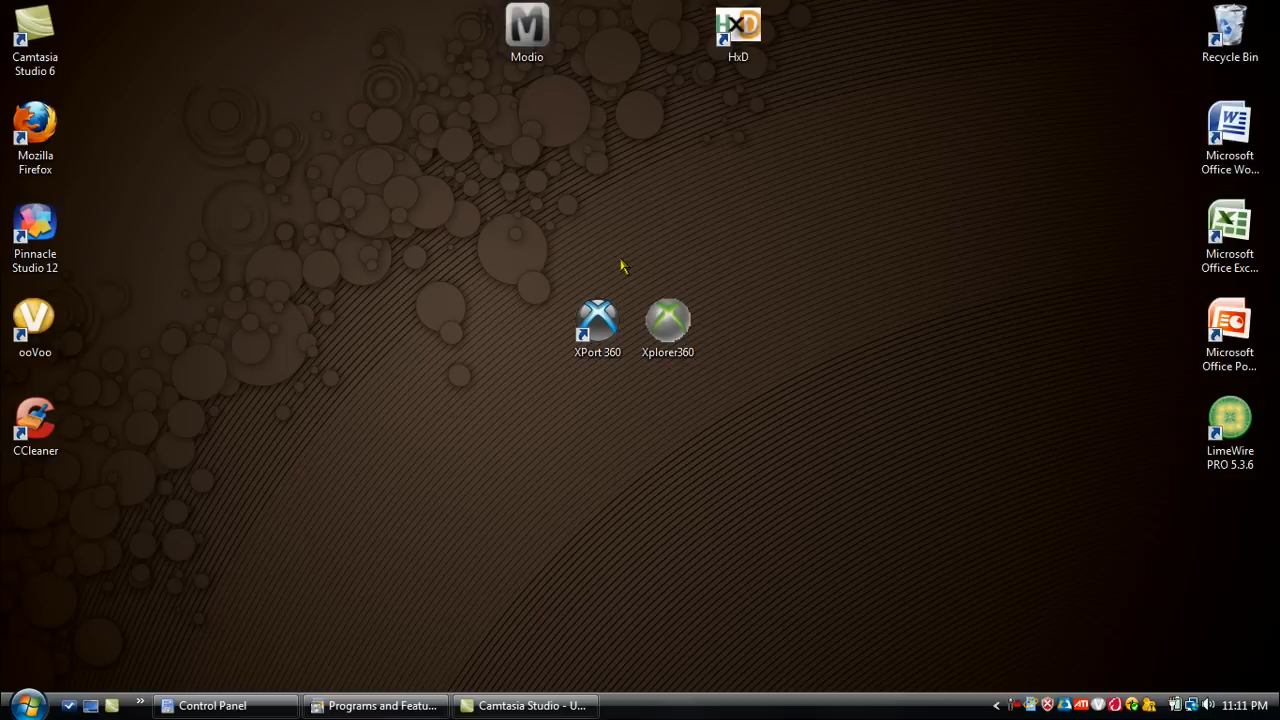 Camtasia
Studio 6
Modio
HxD
HxD
Recycle Bin
Mozilla
Firefox
Microsoft
Office Wo...
Pinnacle
Studio 12
Microsoft
Office Exc...
ooVoo
XPort 360
Xplorer360
Microsoft
Office Po...
CCleaner
LimeWire
PRO 5.3.6
Control Panel
Programs and Featu...
Camtasia Studio - U...
ATI
11:11 PM